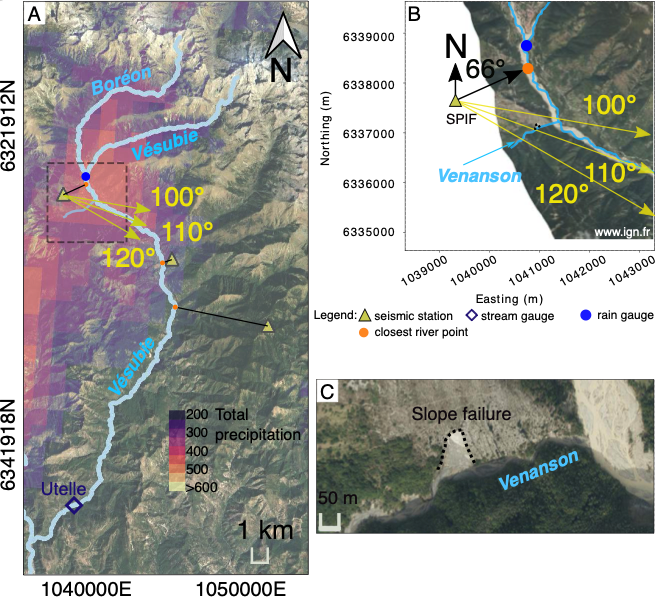 A
N
Boréon
Vésubie
100°
110°
120°
Vésubie
200 Total
300 precipitation
400
500
>600
Utelle
1 km
6321912N
6341918N
1040000E
1050000E
B
N
66°
SPIF
100°
110°
120°
Venanson
www.ign.fr
Northing (m)
6339000
6338000
6337000
6336000
6335000
1039000
1040000
1041000
1042000
1043000
Easting (m)
Legend: seismic station stream gauge rain gauge
closest river point
C
Slope failure
Venanson
50 m